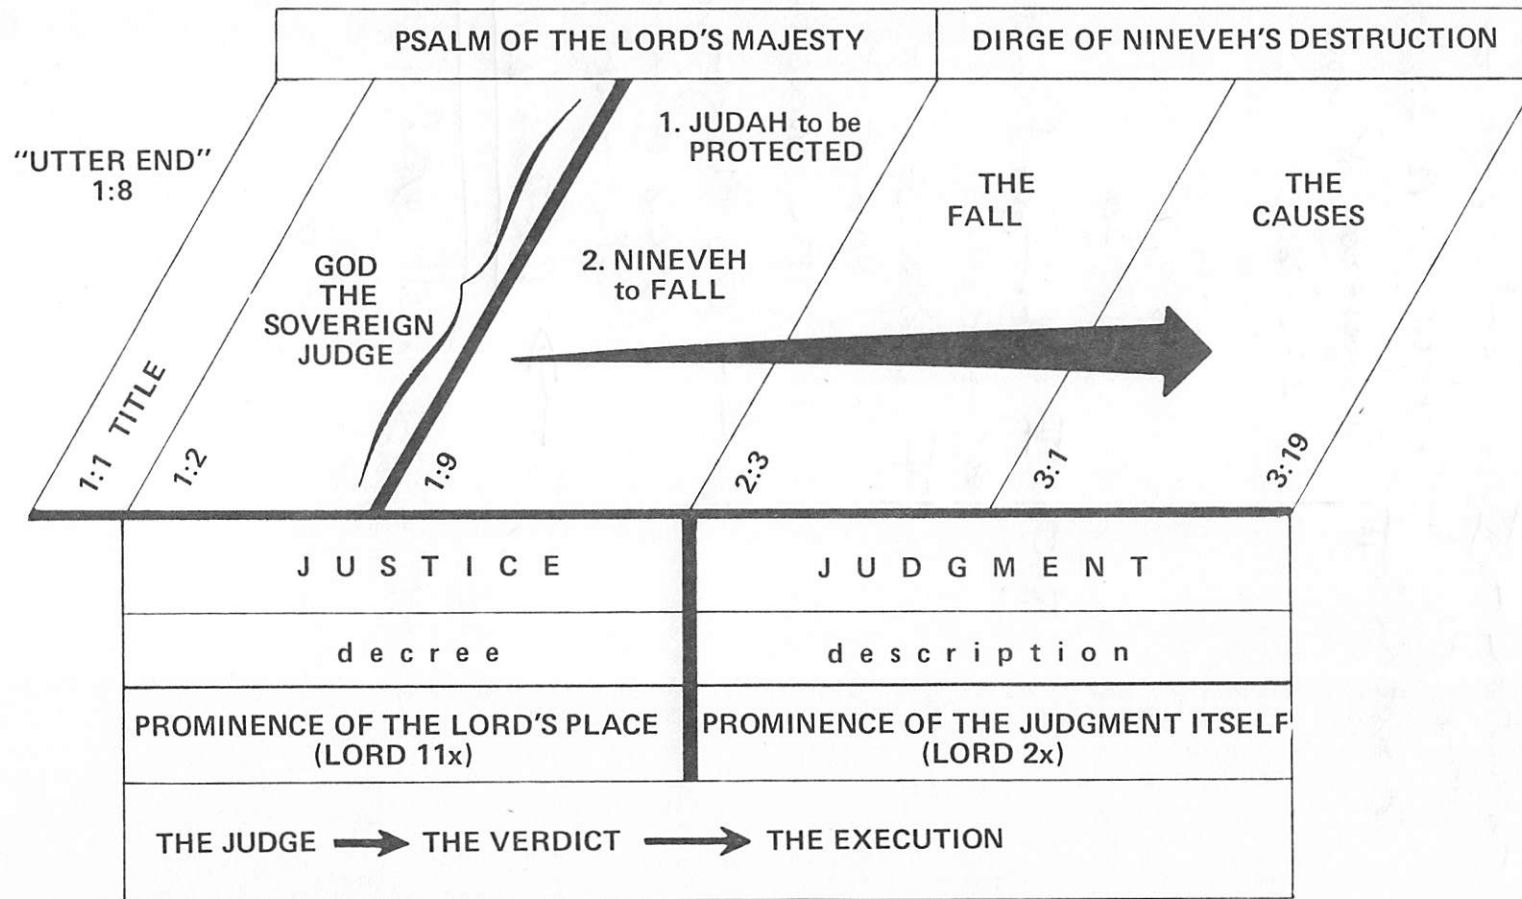 PSALM OF THE LORD'S MAJESTY
DIRGE OF NINEVEH'S DESTRUCTION
"UTTER END"
1:8
1:1 TITLE
1:2
GOD
THE
SOVEREIGN
JUDGE
1:9
1. JUDAH to be
PROTECTED
2. NINEVEH
to FALL
2:3
THE
FALL
3:1
THE
CAUSES
3:19
JUSTICE
JUDGMENT
decree
description
PROMINENCE OF THE LORD'S PLACE
(LORD 11x)
PROMINENCE OF THE JUDGMENT ITSELF
(LORD 2x)
THE JUDGE THE VERDICT THE EXECUTION